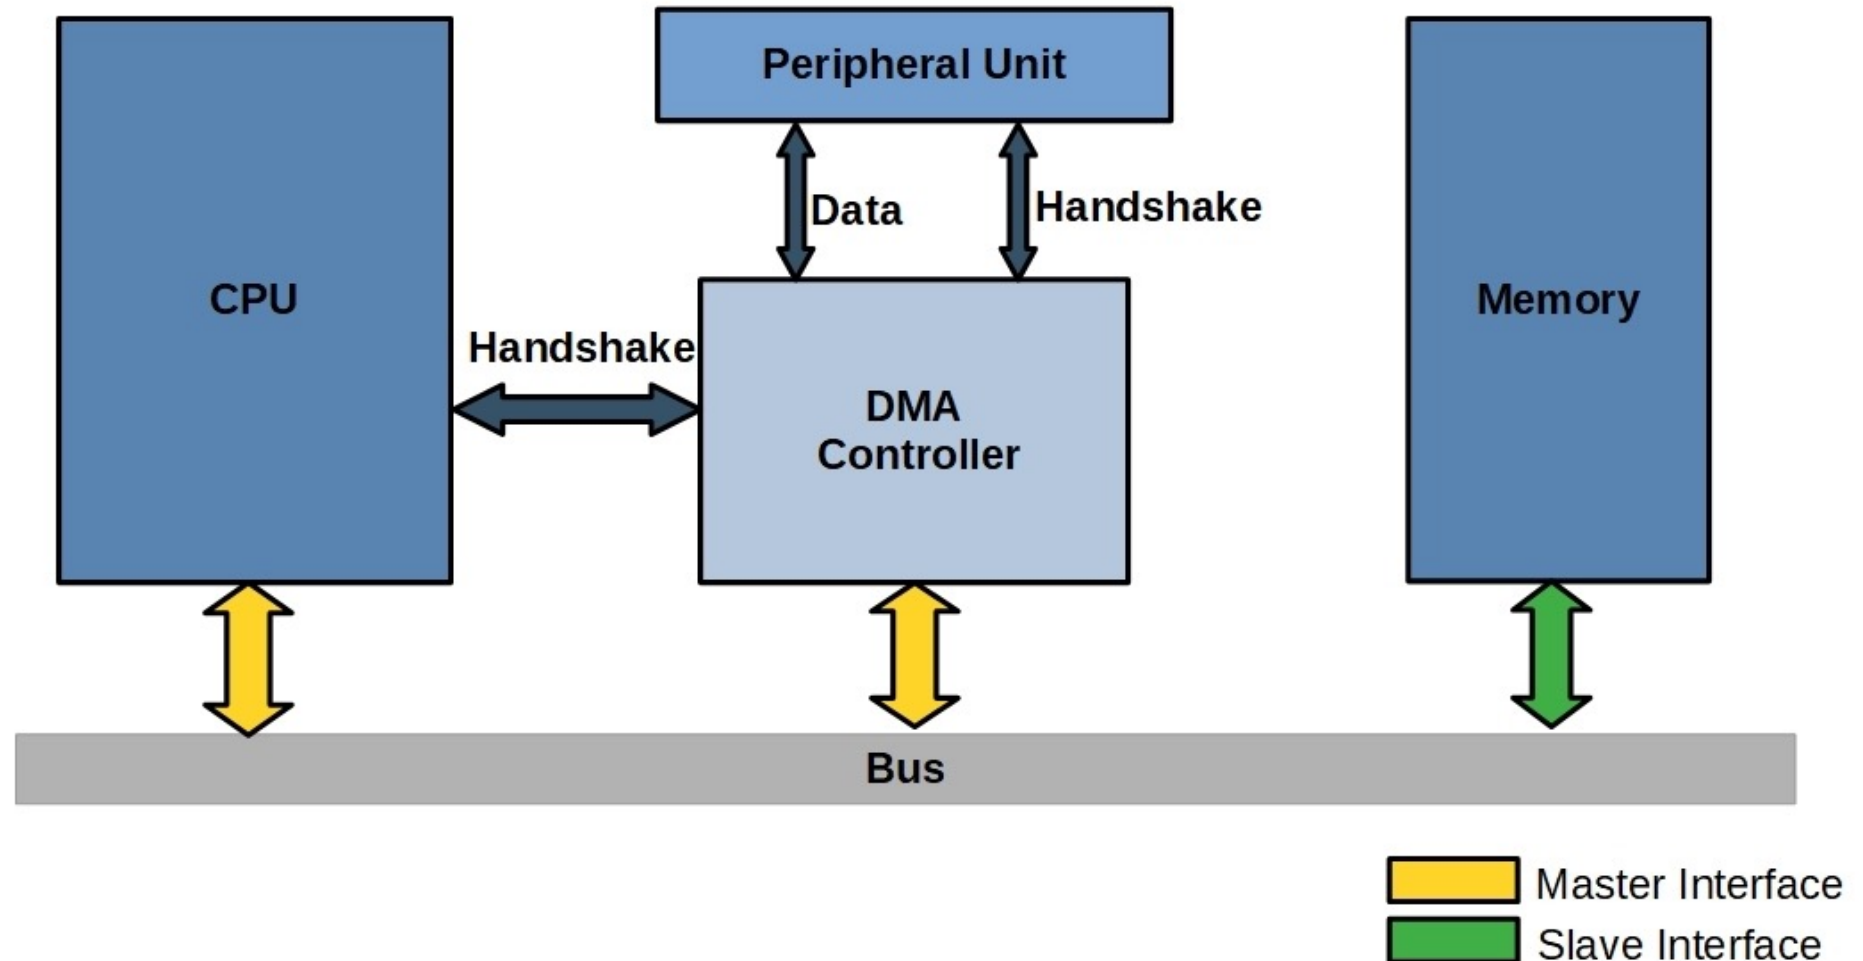 Peripheral Unit
Data
Handshake
CPU
Memory
Handshake
DMA
Controller
Bus
Master Interface
Slave Interface